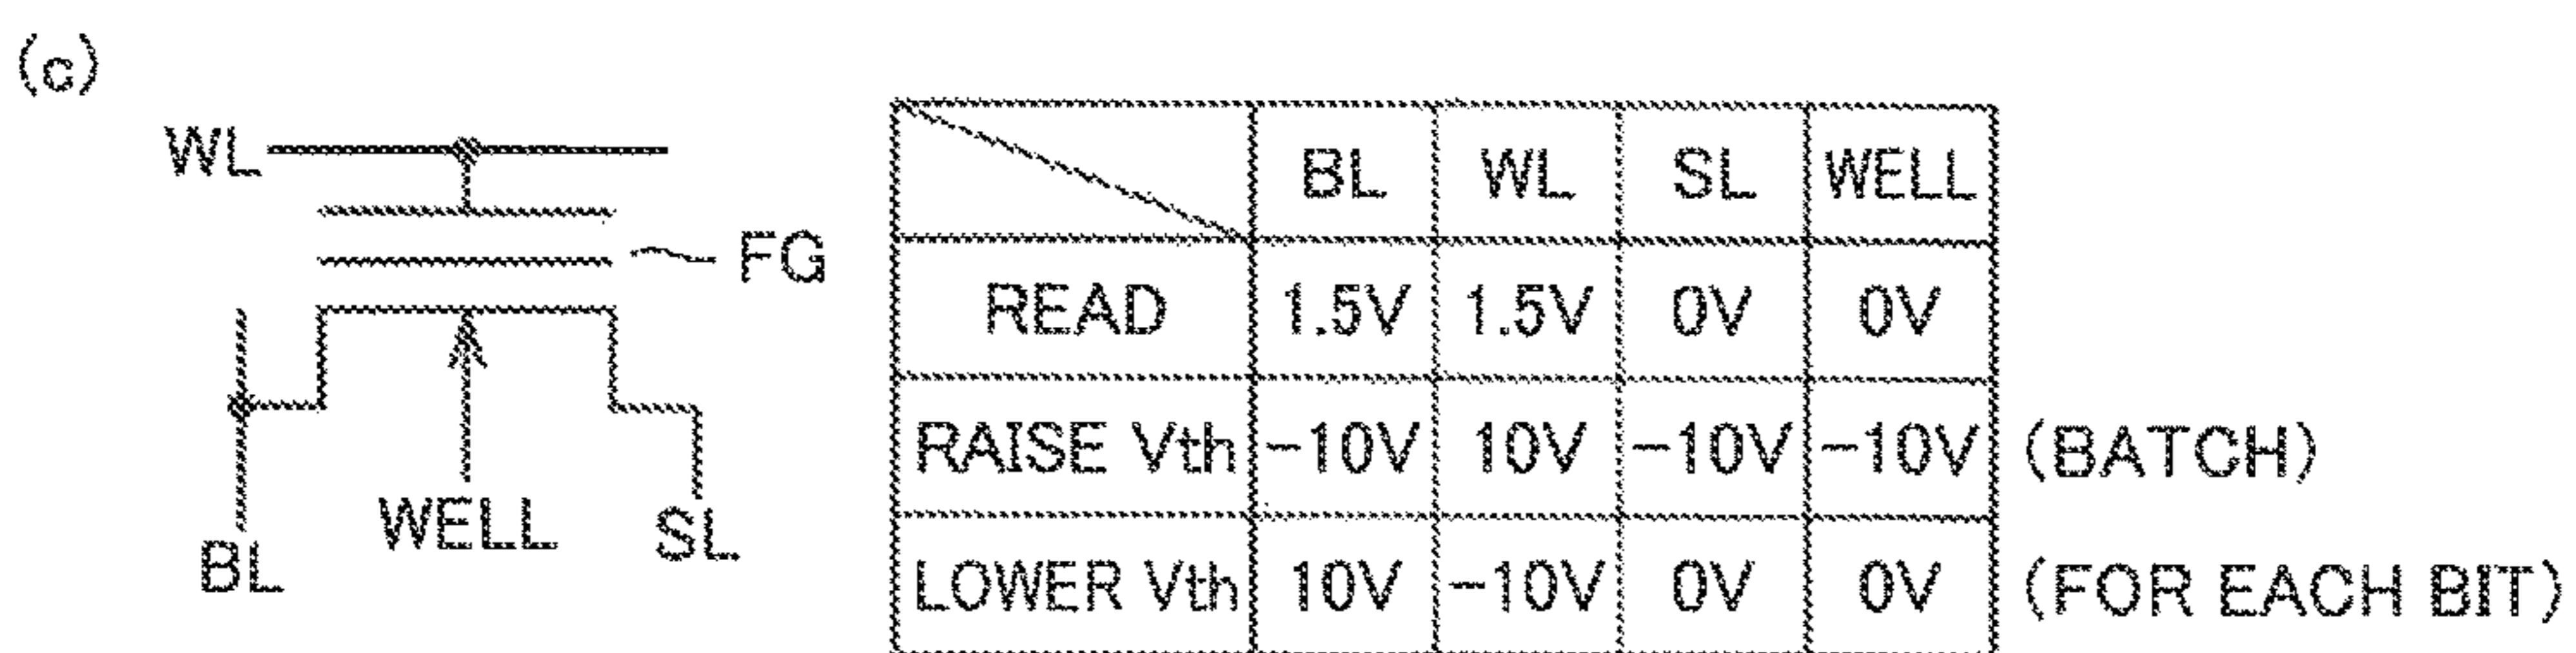 (c)
WL
FG
BL
WELL
SL
BL WL SL WELL
READ 1.5V 1.5V 0V 0V
RAISE Vth -10V 10V -10V -10V (BATCH)
LOWER Vth 10V -10V 0V 0V (FOR EACH BIT)